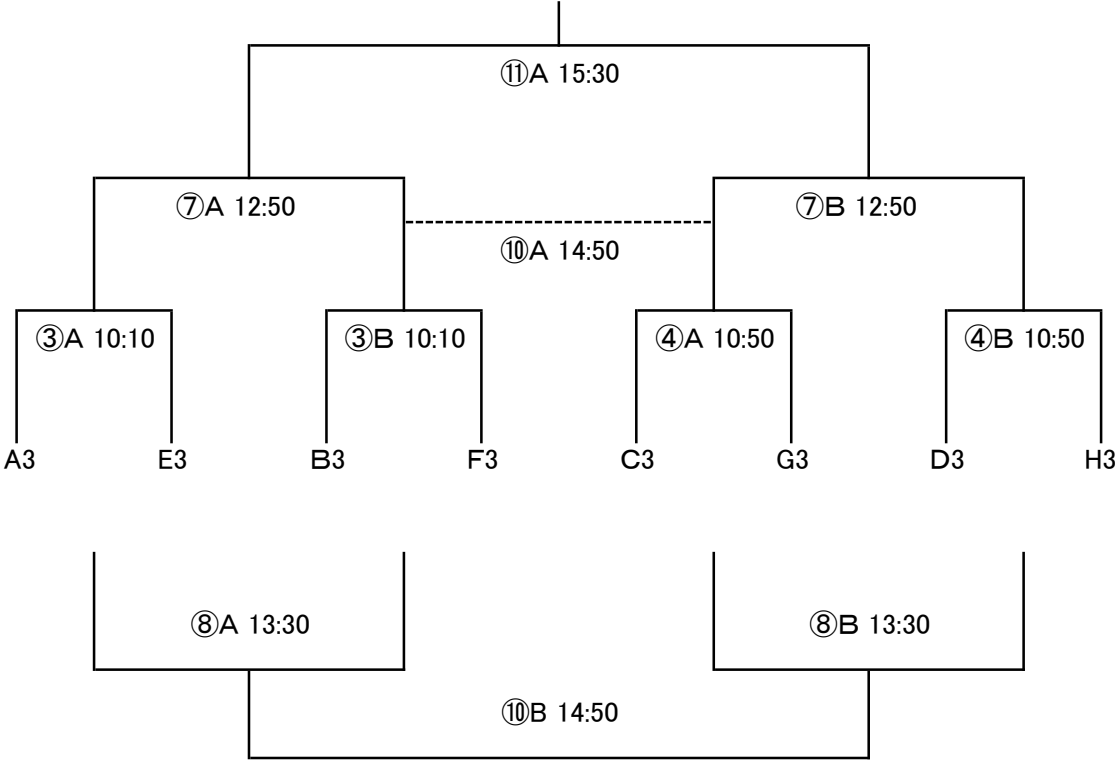 ⑪A 15:30
⑦A 12:50
⑦B 12:50
⑩A 14:50
③A 10:10
③B 10:10
④A 10:50
④B 10:50
A3 E3 B3 F3 C3 G3 D3 H3
⑧A 13:30
⑧B 13:30
⑩B 14:50